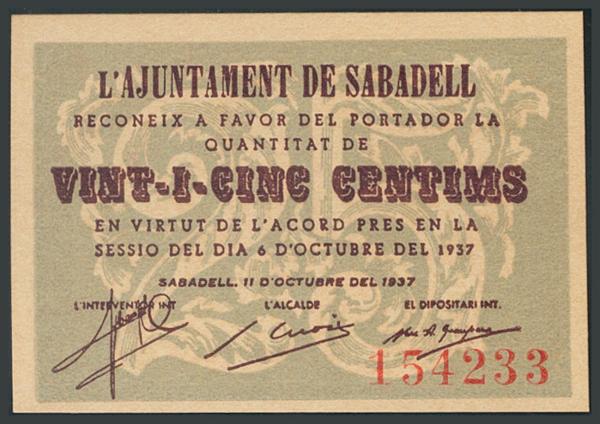 L'AJUNTAMENT DE SABADELL
RECONEIX A FAVOR DEL PORTADOR LA
QUANTITAT DE
VINT-I-CINC CENTIMS
EN VIRTUT DE L'ACORD PRES EN LA
SESSIO DEL DIA 6 D'OCTUBRE DEL 1937
SABADELL, 11 D'OCTUBRE DEL 1937
L'INTERVENTOR INT. L'ALCALDE EL DIPOSITARI INT.
154233